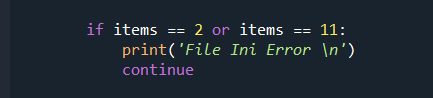 if items == 2 or items == 11:
    print('File Ini Error \n')
    continue